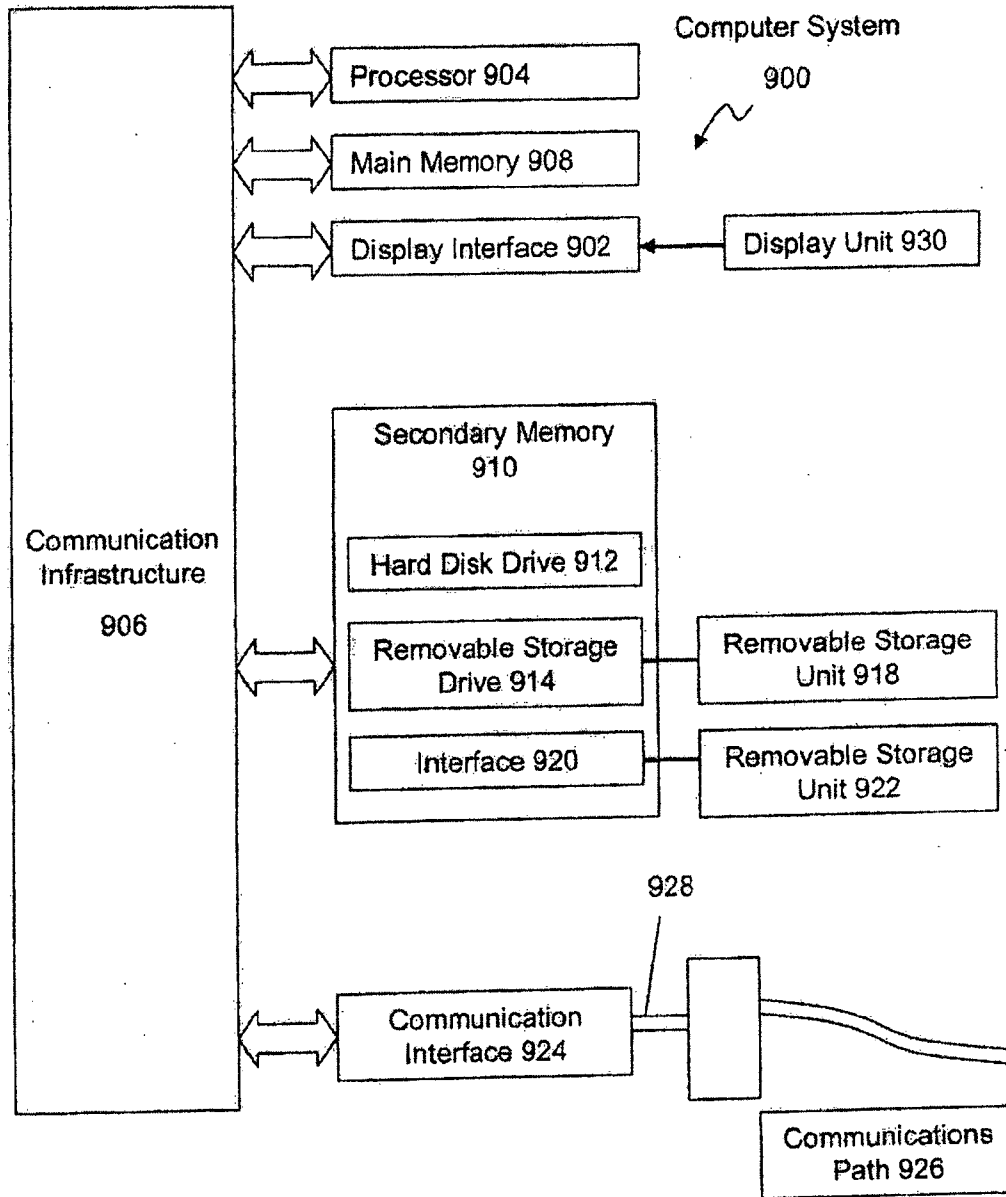 Computer System
900
Processor 904
Main Memory 908
Display Interface 902
Display Unit 930
Secondary Memory
910
Hard Disk Drive 912
Communication
Infrastructure
906
Removable Storage
Drive 914
Removable Storage
Unit 918
Interface 920
Removable Storage
Unit 922
928
Communication
Interface 924
Communications
Path 926